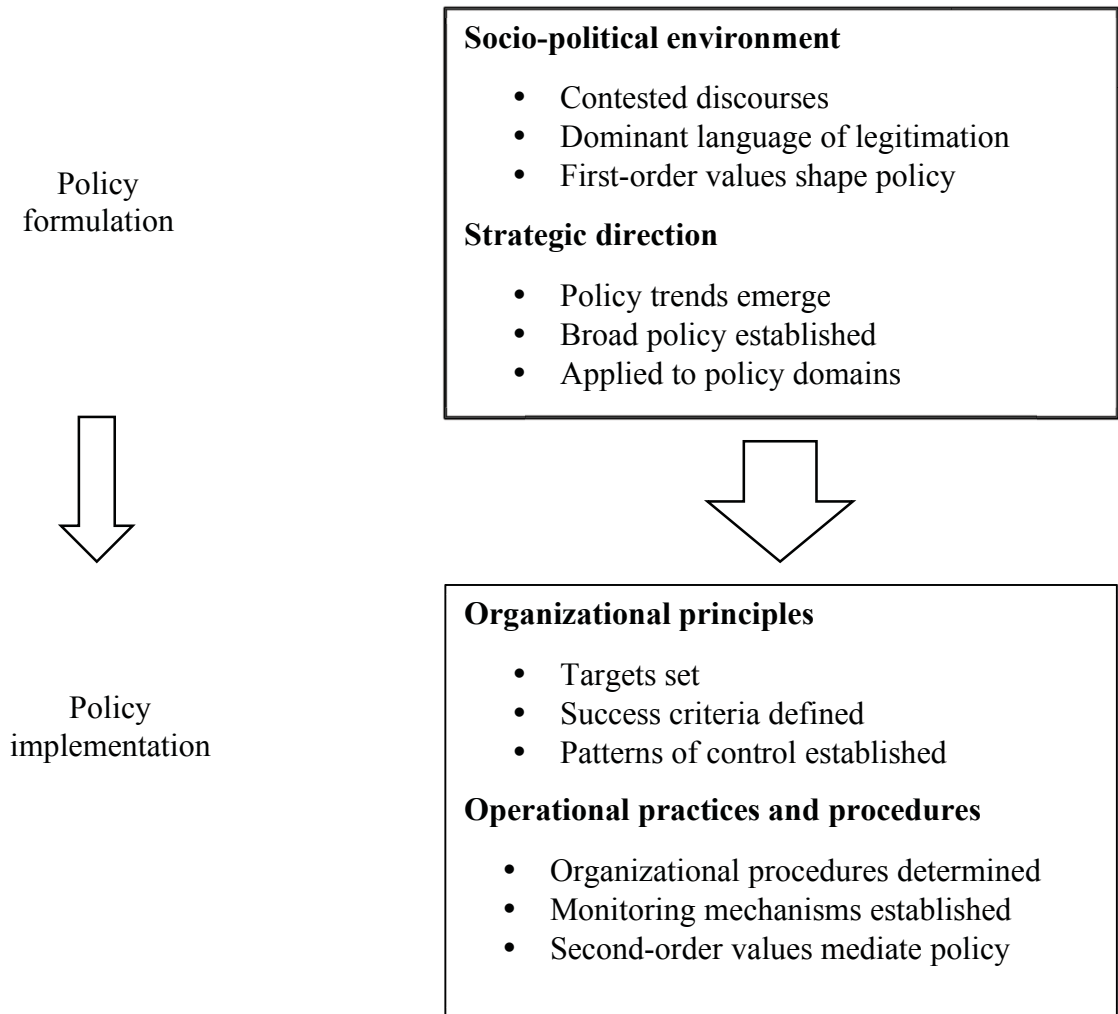 Policy
formulation
Socio-political environment
• Contested discourses
• Dominant language of legitimation
• First-order values shape policy
Strategic direction
• Policy trends emerge
• Broad policy established
• Applied to policy domains
Policy
implementation
Organizational principles
• Targets set
• Success criteria defined
• Patterns of control established
Operational practices and procedures
• Organizational procedures determined
• Monitoring mechanisms established
• Second-order values mediate policy